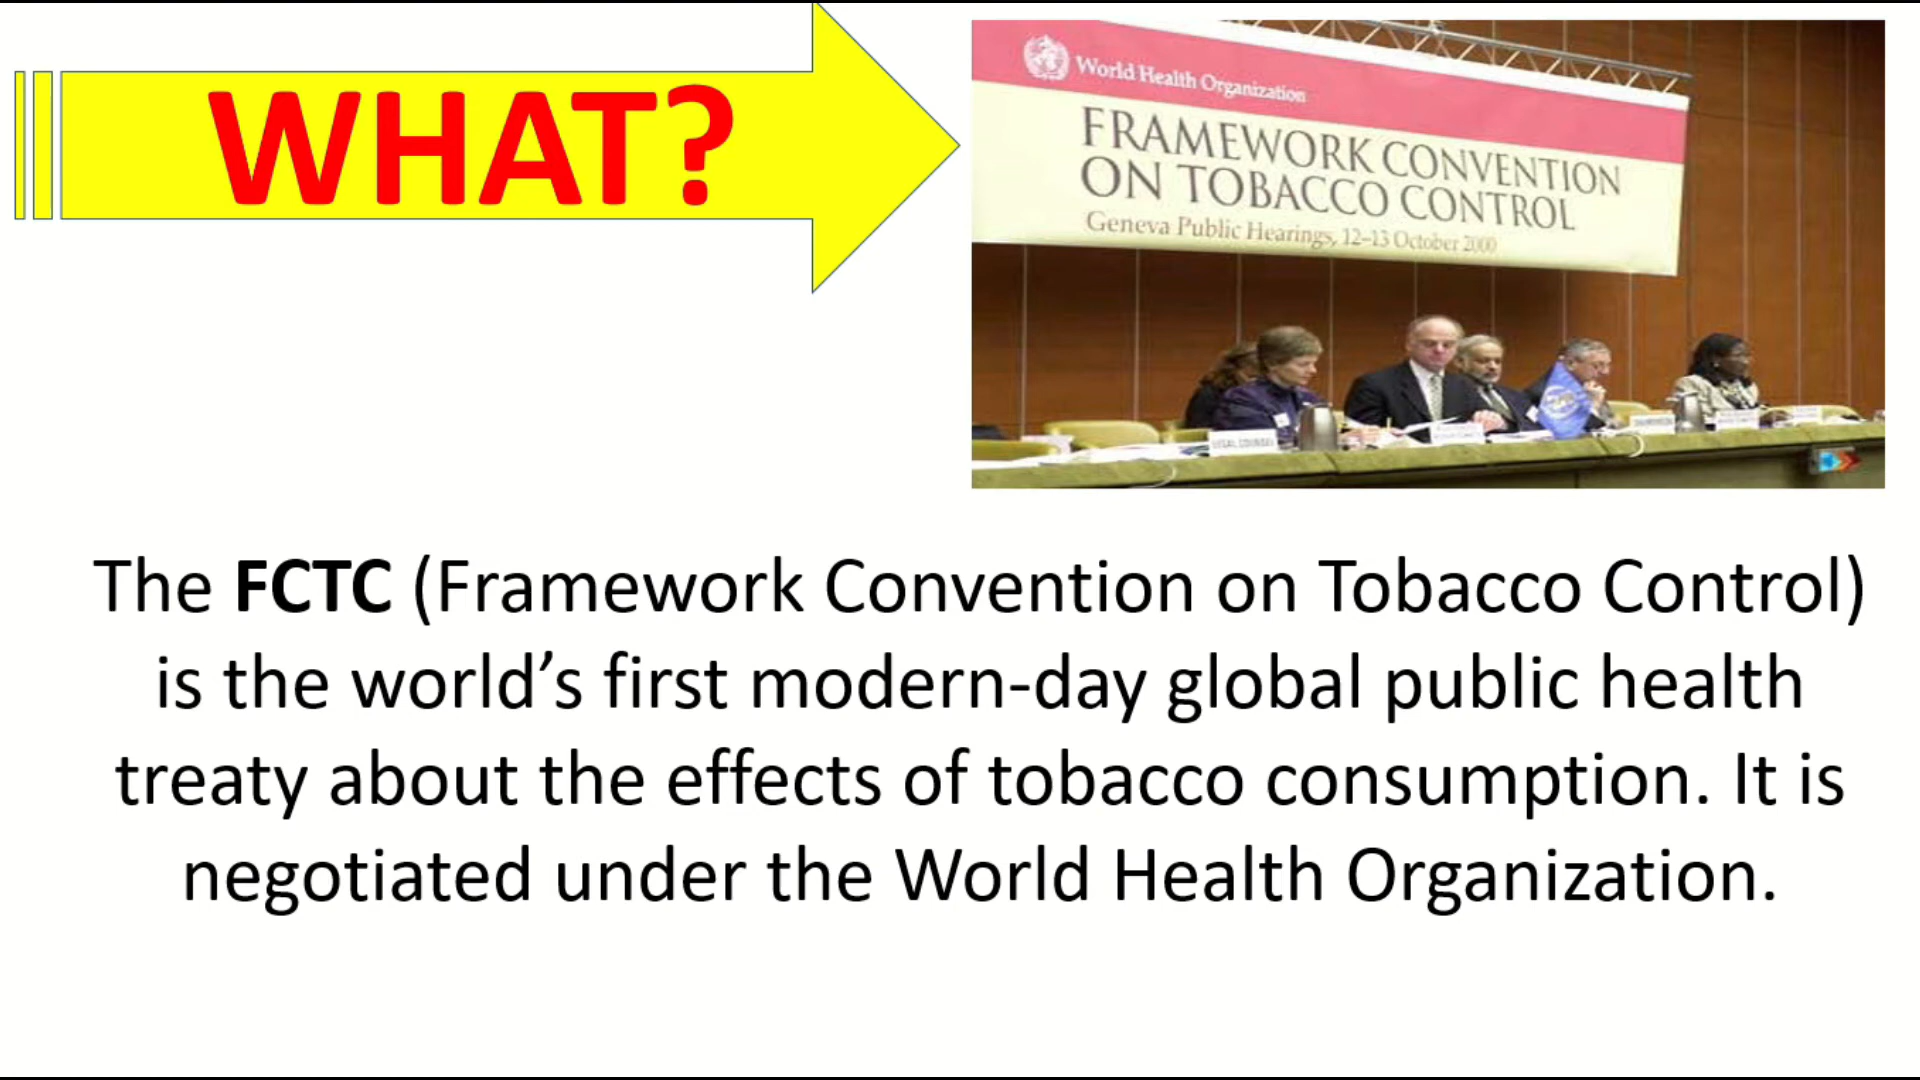 WHAT?
World Health Organization
FRAMEWORK CONVENTION
ON TOBACCO CONTROL
Geneva Public Hearings, 12–13 October 2000
LEGAL COUNSEL
The FCTC (Framework Convention on Tobacco Control)
is the world’s first modern-day global public health
treaty about the effects of tobacco consumption. It is
negotiated under the World Health Organization.